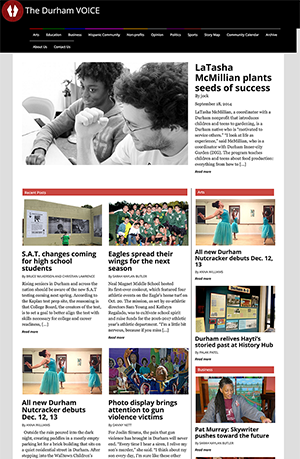 The Durham VOICE
Arts Education Business Hispanic Community Non-profits Opinion Politics Sports Story Map Community Calendar Archive
About Us Contact Us
LaTasha
McMillian plants
seeds of success
By jock
September 18, 2014
LaTasha McMillian, a coordinator with a
Durham nonprofit that introduces
children and teens to gardening, is a
Durham native who is "motivated to
service others." "I look at life as
experience," said McMillian, who is a
coordinator with Durham Inner-city
Garden (DIG). The program teaches
children and teens about food production:
everything from how to [...]
Read more
Recent Posts
S.A.T. changes coming
for high school
students
By BRUCE WILKERSON AND CHRISTIAN LAWRENCE
Rising seniors in Durham and across the
nation should be aware of the new S.A.T
testing coming next spring. According to
the Kaplan test prep site, the reasoning is
that College Board, the creators of the test,
is to set a goal to better align the test with
skills necessary for college and career
readiness, [...]
Read more
Eagles spread their
wings for the next
season
By SARAH KAYLAN BUTLER
Neal Magnet Middle School hosted
its first-ever cookout, which featured four
athletic events on the Eagle's home turf on
Oct. 20. The mission, as set by co-athletic
directors Sam Young and Kathryn
Regalado, was to cultivate school spirit
and raise funds for the 2016-2017 athletic
year's athletic department. "I'm a little bit
nervous, because if you raise [...]
Read more
All new Durham
Nutcracker debuts
Dec. 12, 13
By ANNA WILLIAMS
Outside the rain poured into the dark
night, creating puddles in a mostly-empty
parking lot for a brick building that sits on
a quiet residential street in Durham. After
stepping into the Walltown Children's
Photo display brings
attention to gun
violence victims
By DANNY NETT
For Jodie Strum, the pain that gun
violence has brought in Durham will never
end. "Every time I hear a siren, I relive my
son's murder," she said. "I think about my
son every day, I'm sure like those other
Arts
All new Durham
Nutcracker debuts Dec. 12,
13
By ANNA WILLIAMS
Read more
Durham relives Hayti's
storied past at History Hub
By PALAK PATEL
Read more
Business
Pat Murray: Skywriter
pushes toward the future
By SARAH KAYLAN BUTLER
Read more